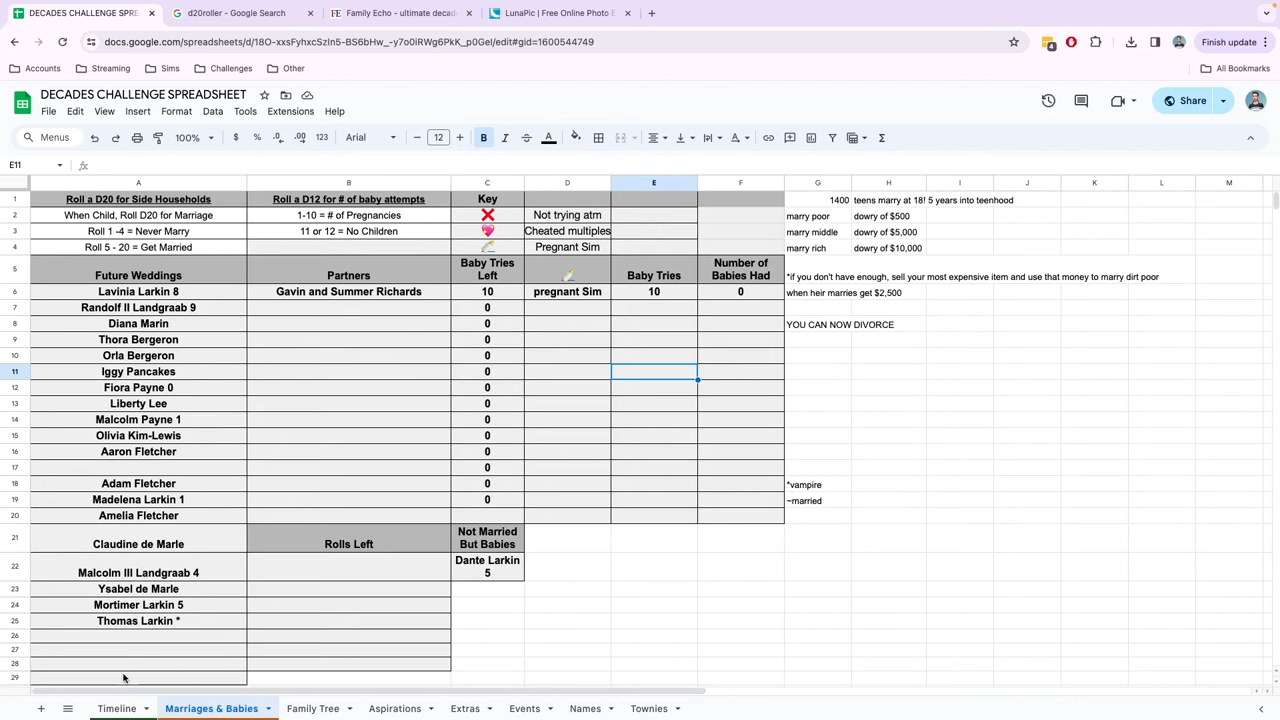 DECADES CHALLENGE SPRE
d20roller - Google Search
Family Echo - ultimate decad
LunaPic | Free Online Photo E
docs.google.com/spreadsheets/d/18O-xxsFyhxcSzIn5-BS6bHw_-y7o0iRWg6PkK_p0GeI/edit#gid=1600544749
4
Finish update
Accounts Streaming Sims Challenges Other All Bookmarks
DECADES CHALLENGE SPREADSHEET
File Edit View Insert Format Data Tools Extensions Help
Share
Menus 100% $ % .0 .00 123 Arial 12 B I A Σ
E11 fx
A B C D E F G H I J K L M
1 Roll a D20 for Side Households Roll a D12 for # of baby attempts Key 1400 teens marry at 18! 5 years into teenhood
2 When Child, Roll D20 for Marriage 1-10 = # of Pregnancies ❌ Not trying atm marry poor dowry of $500
3 Roll 1 -4 = Never Marry 11 or 12 = No Children 💖 Cheated multiples marry middle dowry of $5,000
4 Roll 5 - 20 = Get Married Pregnant Sim marry rich dowry of $10,000
5 Future Weddings Partners Baby Tries Left Baby Tries Number of Babies Had *if you don't have enough, sell your most expensive item and use that money to marry dirt poor
6 Lavinia Larkin 8 Gavin and Summer Richards 10 pregnant Sim 10 0 when heir marries get $2,500
7 Randolf II Landgraab 9 0
8 Diana Marin 0 YOU CAN NOW DIVORCE
9 Thora Bergeron 0
10 Orla Bergeron 0
11 Iggy Pancakes 0
12 Fiora Payne 0 0
13 Liberty Lee 0
14 Malcolm Payne 1 0
15 Olivia Kim-Lewis 0
16 Aaron Fletcher 0
17 0
18 Adam Fletcher 0 *vampire
19 Madelena Larkin 1 0 ~married
20 Amelia Fletcher
21 Claudine de Marle Rolls Left Not Married But Babies
22 Malcolm III Landgraab 4 Dante Larkin 5
23 Ysabel de Marle
24 Mortimer Larkin 5
25 Thomas Larkin *
26
27
28
29
Timeline Marriages & Babies Family Tree Aspirations Extras Events Names Townies